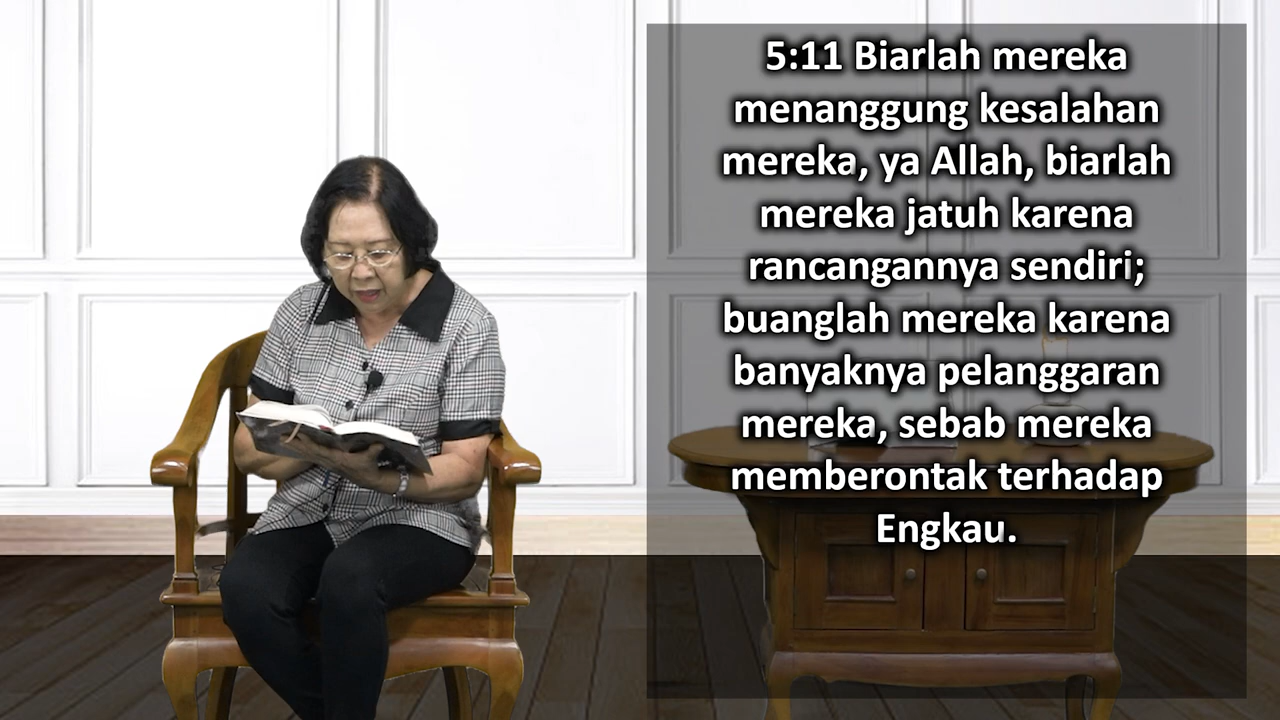 5:11 Biarlah mereka
menanggung kesalahan
mereka, ya Allah, biarlah
mereka jatuh karena
rancangannya sendiri;
buanglah mereka karena
banyaknya pelanggaran
mereka, sebab mereka
memberontak terhadap
Engkau.